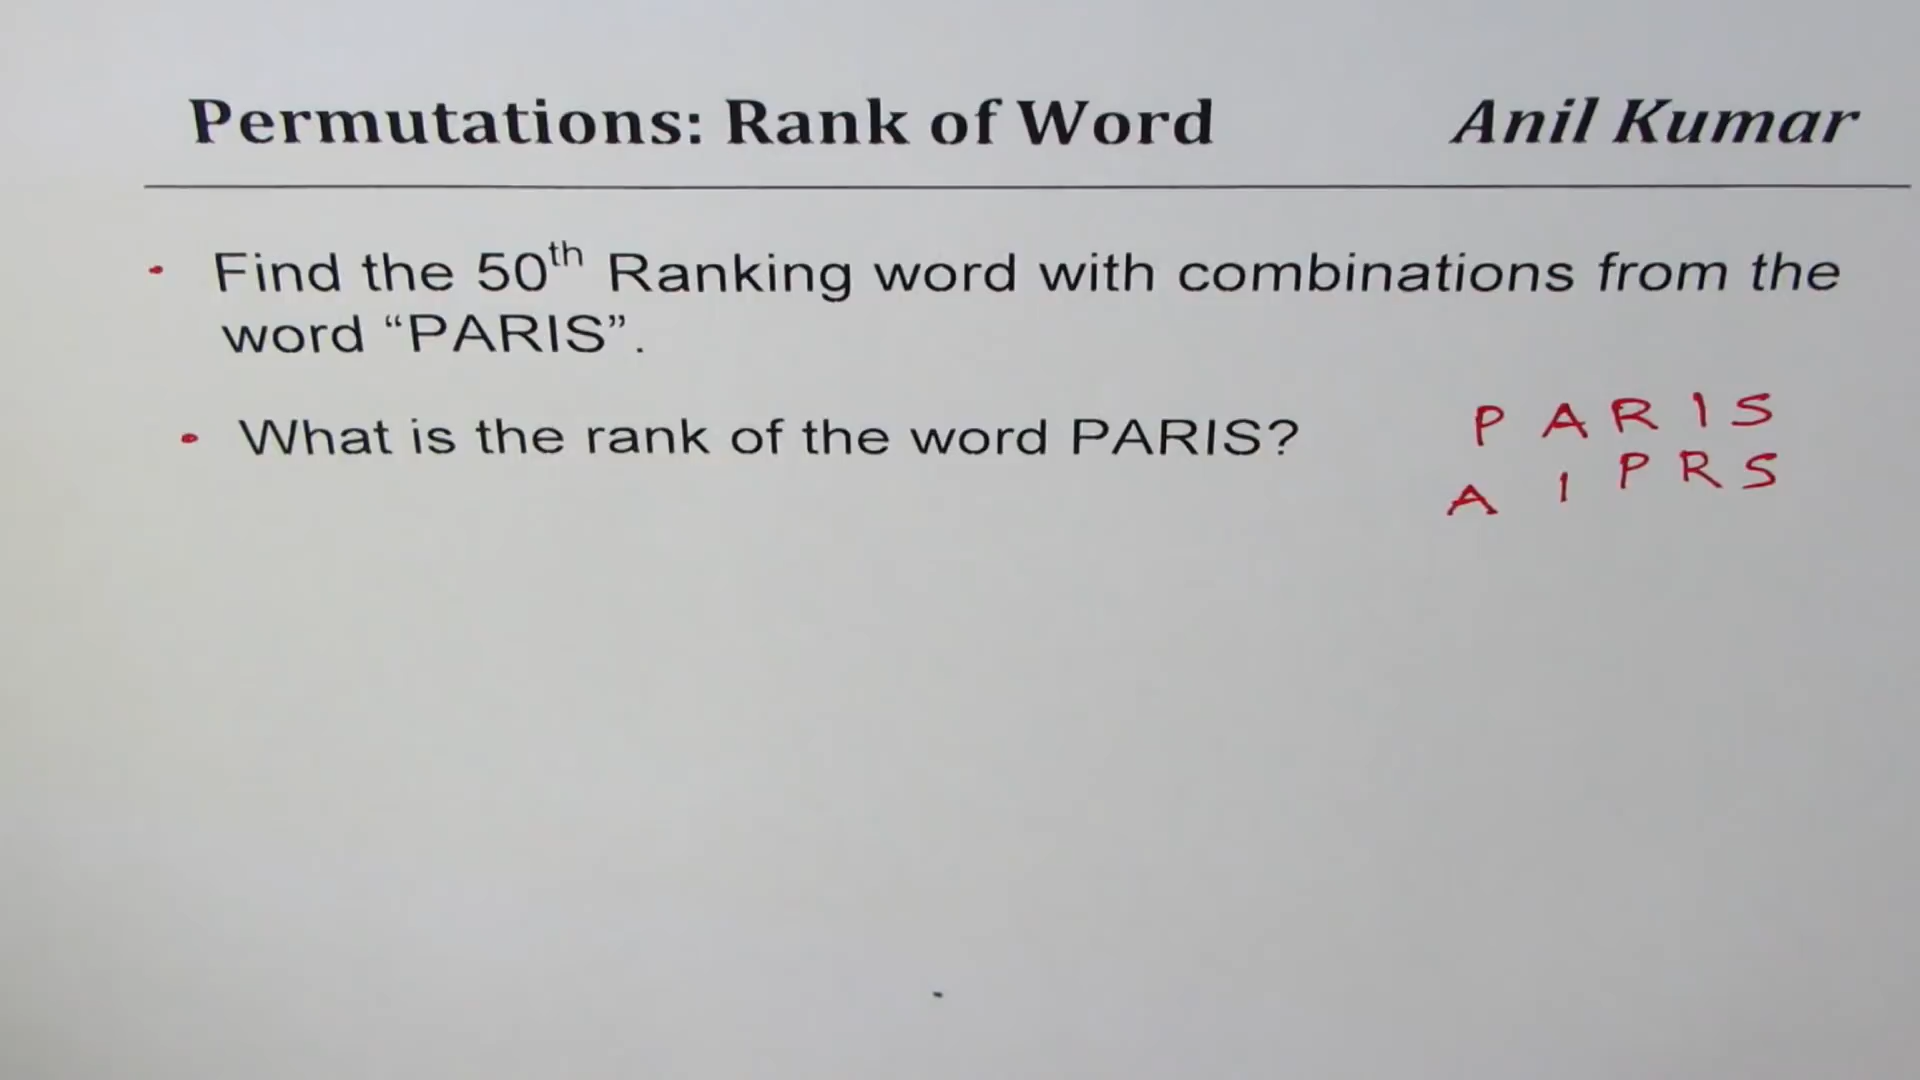 Permutations: Rank of Word Anil Kumar
• Find the 50th Ranking word with combinations from the
word “PARIS”.
• What is the rank of the word PARIS?
P A R I S
A I P R S